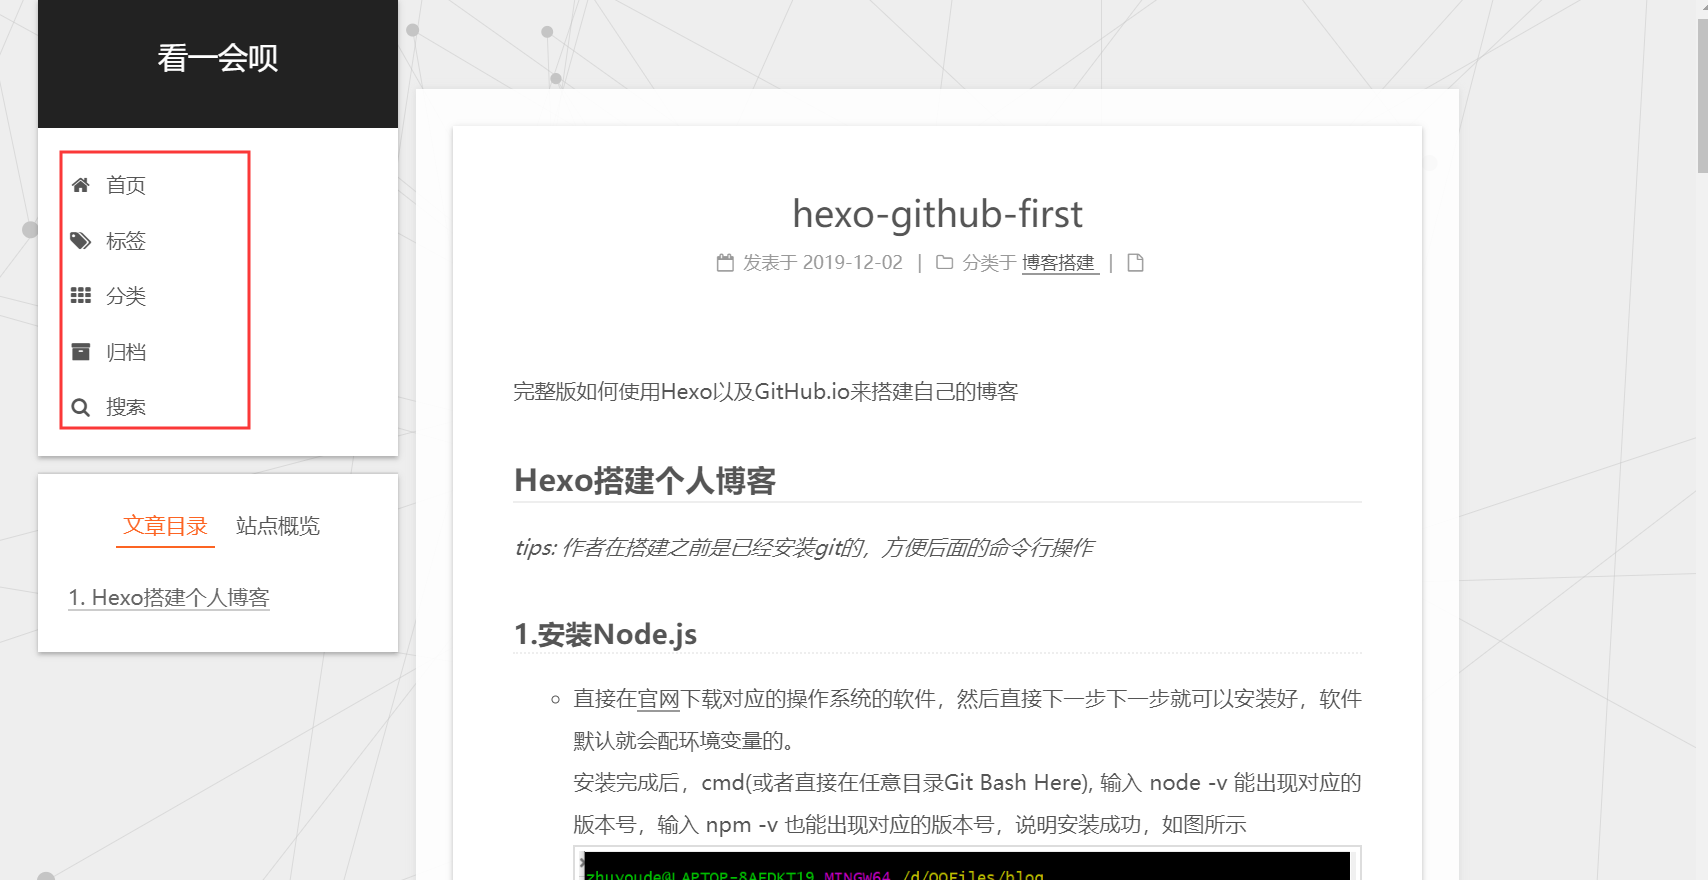 看一会呗
首页
标签
分类
归档
搜索
文章目录 站点概览
1. Hexo搭建个人博客
hexo-github-first
发表于 2019-12-02 | 分类于 博客搭建 |
完整版如何使用Hexo以及GitHub.io来搭建自己的博客
Hexo搭建个人博客
tips: 作者在搭建之前是已经安装git的，方便后面的命令行操作
1.安装Node.js
直接在官网下载对应的操作系统的软件，然后直接下一步下一步就可以安装好，软件
默认就会配环境变量的。
安装完成后，cmd(或者直接在任意目录Git Bash Here), 输入 node -v 能出现对应的
版本号，输入 npm -v 也能出现对应的版本号，说明安装成功，如图所示
zhuyoude@LAPTOP-8AFDKT19 MINGW64 /d/QQFiles/blog